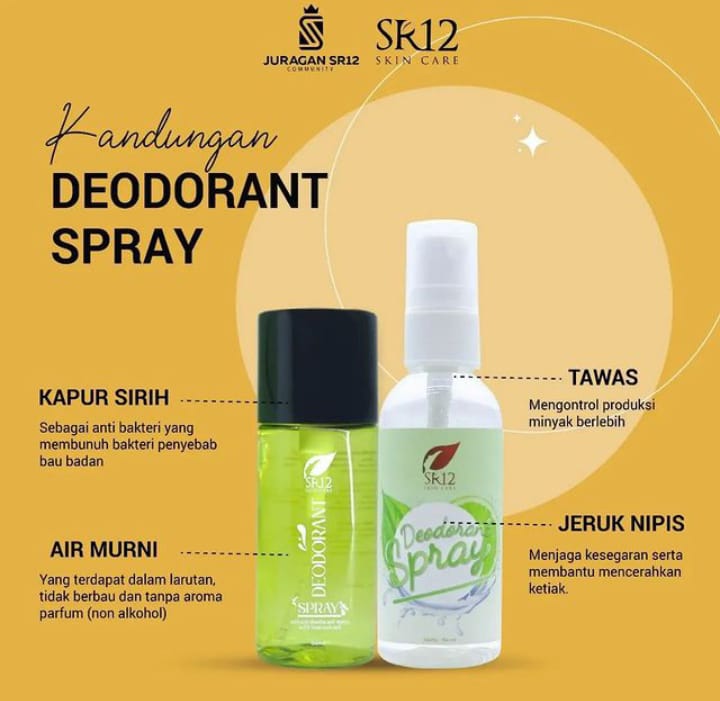 JURAGAN SR12
COMMUNITY
SR12
SKIN CARE
Kandungan
DEODORANT
SPRAY
KAPUR SIRIH
Sebagai anti bakteri yang
membunuh bakteri penyebab
bau badan
AIR MURNI
Yang terdapat dalam larutan,
tidak berbau dan tanpa aroma
parfum (non alkohol)
TAWAS
Mengontrol produksi
minyak berlebih
JERUK NIPIS
Menjaga kesegaran serta
membantu mencerahkan
ketiak.
SR12
SKIN CARE
DEODORANT
SPRAY
SR12
SKIN CARE
Deodorant
Spray